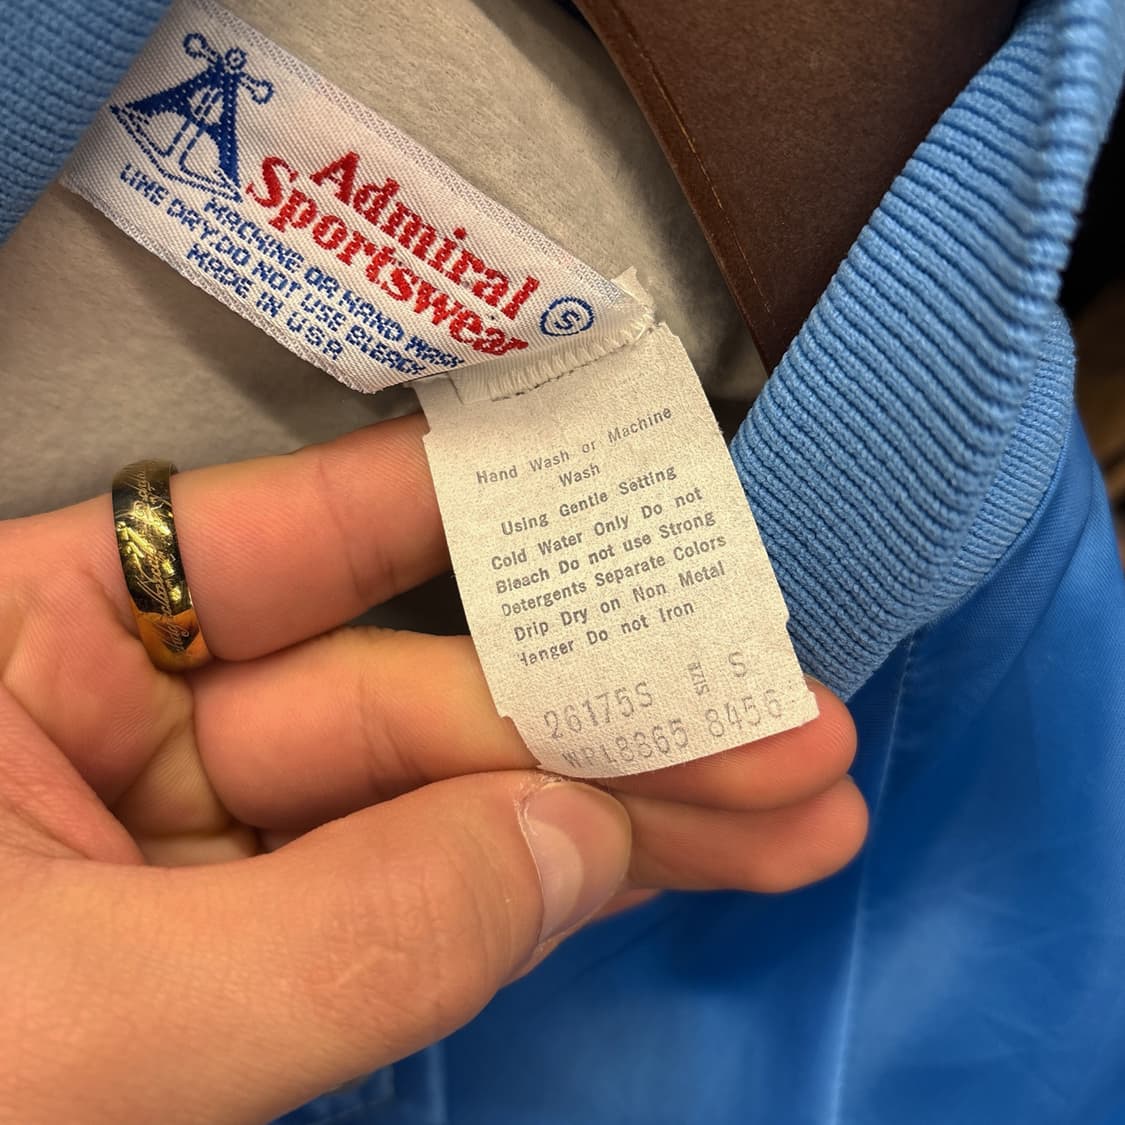 Admiral
Sportswear
S
MACHINE OR HAND WASH
LINE DRY.DO NOT USE BLEACH
MADE IN USA
Hand Wash or Machine
Wash
Using Gentle Setting
Cold Water Only Do not
Bleach Do not use Strong
Detergents Separate Colors
Drip Dry on Non Metal
Hanger Do not Iron
26175S SIZE S
WPL8365 8456